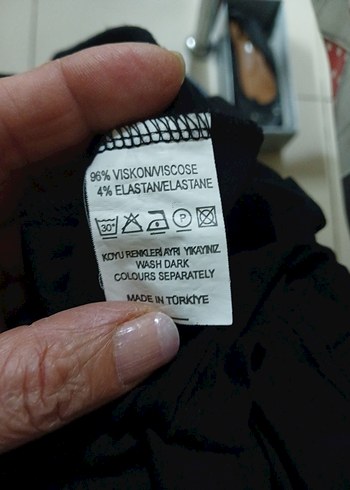 96% VISKON/VISCOSE
4% ELASTAN/ELASTANE
30°
P
KOYU RENKLERİ AYRI YIKAYINIZ
WASH DARK
COLOURS SEPARATELY
MADE IN TÜRKİYE